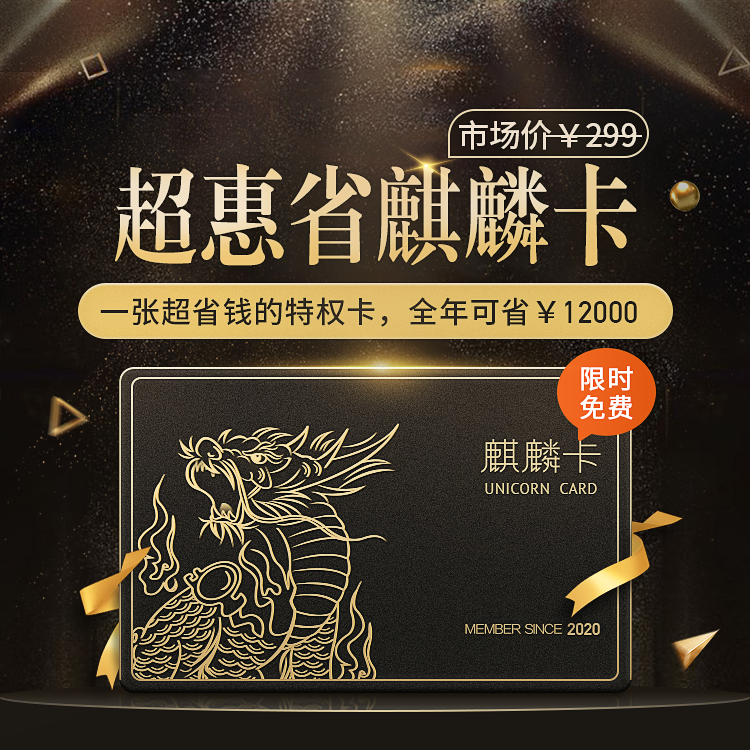 市场价￥299
超惠省麒麟卡
一张超省钱的特权卡，全年可省￥12000
限时
免费
麒麟卡
UNICORN CARD
MEMBER SINCE 2020